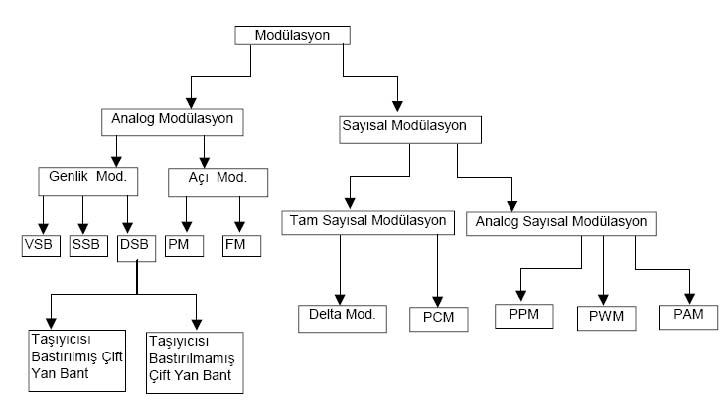 Modülasyon
Analog Modülasyon
Sayısal Modülasyon
Genlik Mod.
Açı Mod.
Tam Sayısal Modülasyon
Analog Sayısal Modülasyon
VSB
SSB
DSB
PM
FM
Delta Mod.
PCM
PPM
PWM
PAM
Taşıyıcısı
Bastırılmış Çift
Yan Bant
Taşıyıcısı
Bastırılmamış
Çift Yan Bant